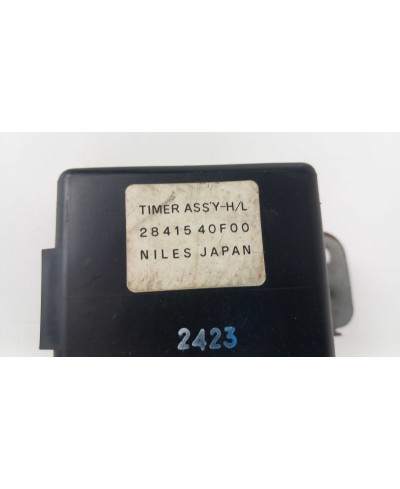 TIMER ASS'Y-H/L
28415 40F00
NILES JAPAN
2423